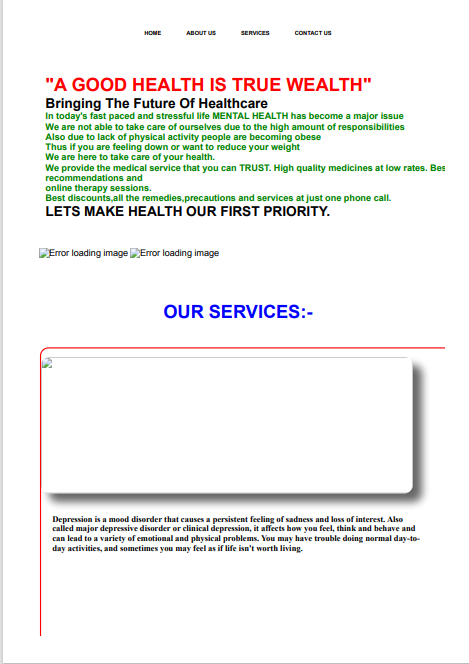 HOME ABOUT US SERVICES CONTACT US
"A GOOD HEALTH IS TRUE WEALTH"
Bringing The Future Of Healthcare
In today's fast paced and stressful life MENTAL HEALTH has become a major issue
We are not able to take care of ourselves due to the high amount of responsibilities
Also due to lack of physical activity people are becoming obese
Thus if you are feeling down or want to reduce your weight
We are here to take care of your health.
We provide the medical service that you can TRUST. High quality medicines at low rates. Bes
recommendations and
online therapy sessions.
Best discounts,all the remedies,precautions and services at just one phone call.
LETS MAKE HEALTH OUR FIRST PRIORITY.
Error loading image Error loading image
OUR SERVICES:-
Depression is a mood disorder that causes a persistent feeling of sadness and loss of interest. Also
called major depressive disorder or clinical depression, it affects how you feel, think and behave and
can lead to a variety of emotional and physical problems. You may have trouble doing normal day-to-
day activities, and sometimes you may feel as if life isn't worth living.